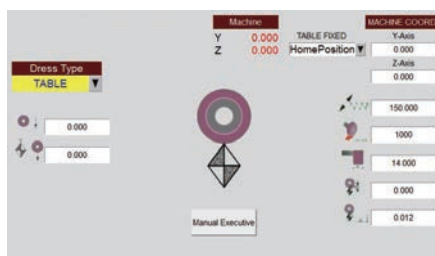 Machine
Y 0.000
Z 0.000
TABLE FIXED
HomePosition
MACHINE COORD
Y-Axis
0.000
Z-Axis
0.000
Dress Type
TABLE
0.000
0.000
150.000
1000
14.000
0.000
0.012
Manual Executive